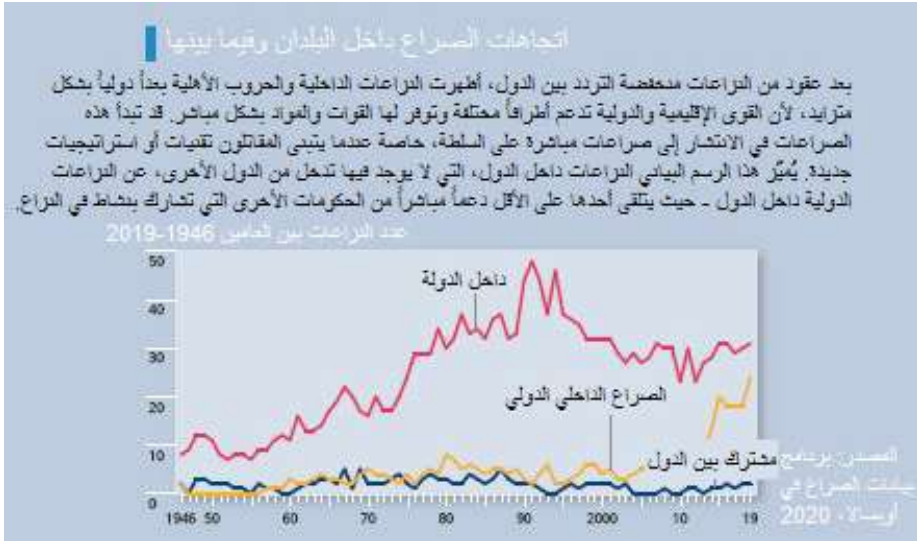 اتجاهات الصراع داخل البلدان وفيما بينها
بعد عقود من النزاعات منخفضة التردد بين الدول، أظهرت النزاعات الداخلية والحروب الأهلية بعداً دولياً بشكل
متزايد، لأن القوى الإقليمية والدولية تدعم أطرافاً مختلفة وتوفر لها القوات والمواد بشكل مباشر. قد تبدأ هذه
الصراعات في الانتشار إلى صراعات مباشرة على السلطة، خاصة عندما يتبنى المقاتلون تقنيات أو استراتيجيات
جديدة. يُميّز هذا الرسم البياني النزاعات داخل الدول، التي لا يوجد فيها تدخل من الدول الأخرى، عن النزاعات
الدولية داخل الدول - حيث يتلقى أحدها على الأقل دعماً مباشراً من الحكومات الأخرى التي تشارك بنشاط في النزاع.
عدد النزاعات بين العامين 1946-2019
50
40
30
20
10
0
داخل الدولة
الصراع الداخلي الدولي
مشترك بين الدول
1946 50 60 70 80 90 2000 10 19
المصدر: برنامج
بيانات الصراع في
أوبسالا، 2020